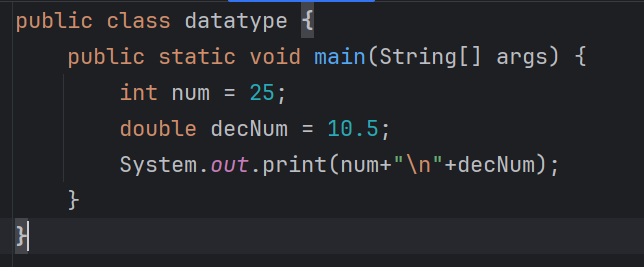 public class datatype {
    public static void main(String[] args) {
        int num = 25;
        double decNum = 10.5;
        System.out.print(num+"\n"+decNum);
    }
}